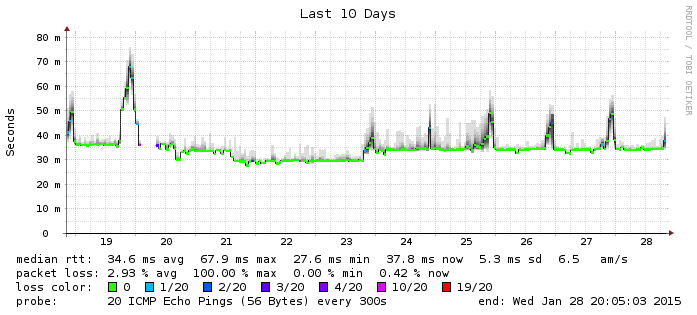 Last 10 Days
RRDTOOL / TOBI OETIKER
Seconds
80 m
70 m
60 m
50 m
40 m
30 m
20 m
10 m
0
19 20 21 22 23 24 25 26 27 28
median rtt: 34.6 ms avg 67.9 ms max 27.6 ms min 37.8 ms now 5.3 ms sd 6.5 am/s
packet loss: 2.93 % avg 100.00 % max 0.00 % min 0.42 % now
loss color: 0 1/20 2/20 3/20 4/20 10/20 19/20
probe: 20 ICMP Echo Pings (56 Bytes) every 300s end: Wed Jan 28 20:05:03 2015